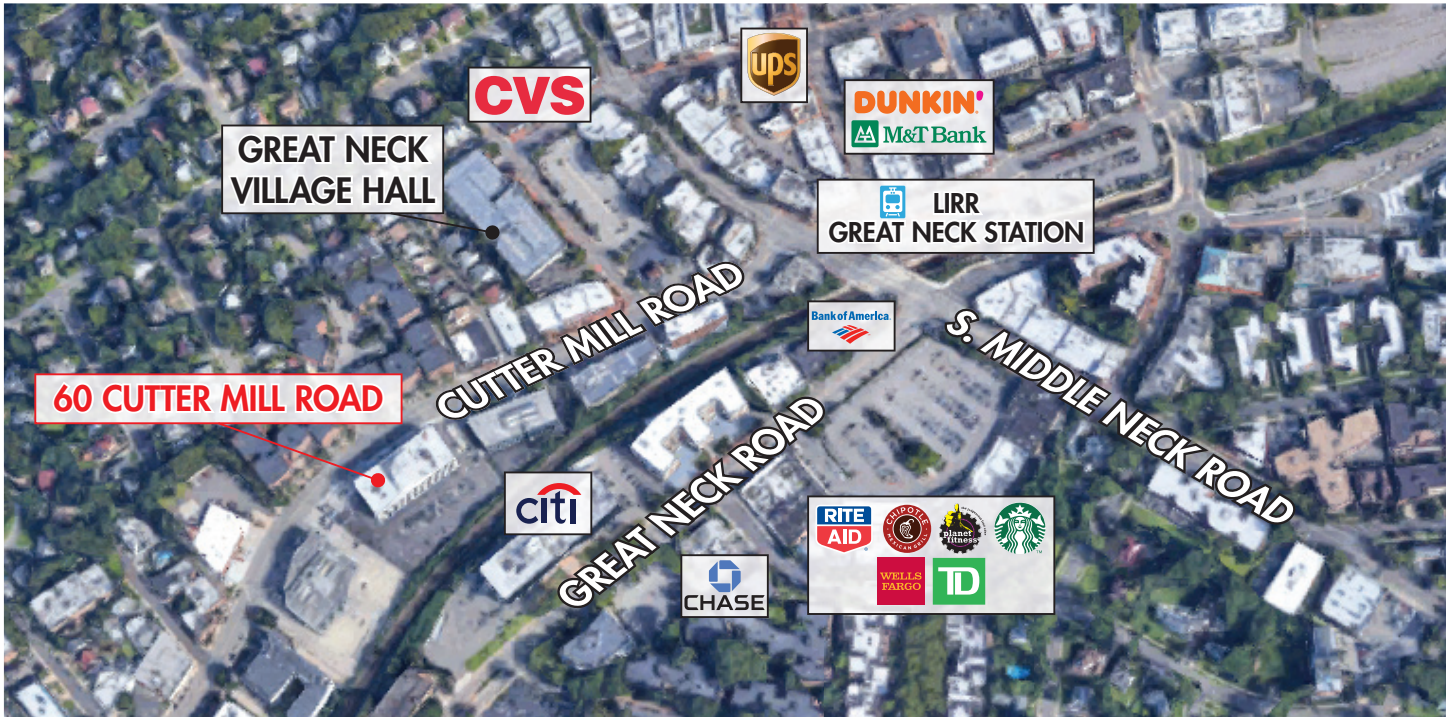 ups
CVS
DUNKIN'
M&T Bank
GREAT NECK
VILLAGE HALL
LIRR
GREAT NECK STATION
CUTTER MILL ROAD
Bank of America.
S. MIDDLE NECK ROAD
60 CUTTER MILL ROAD
citi
GREAT NECK ROAD
RITE
AID
CHIPOTLE
MEXICAN GRILL
planet
fitness
TM
CHASE
WELLS
FARGO
TD